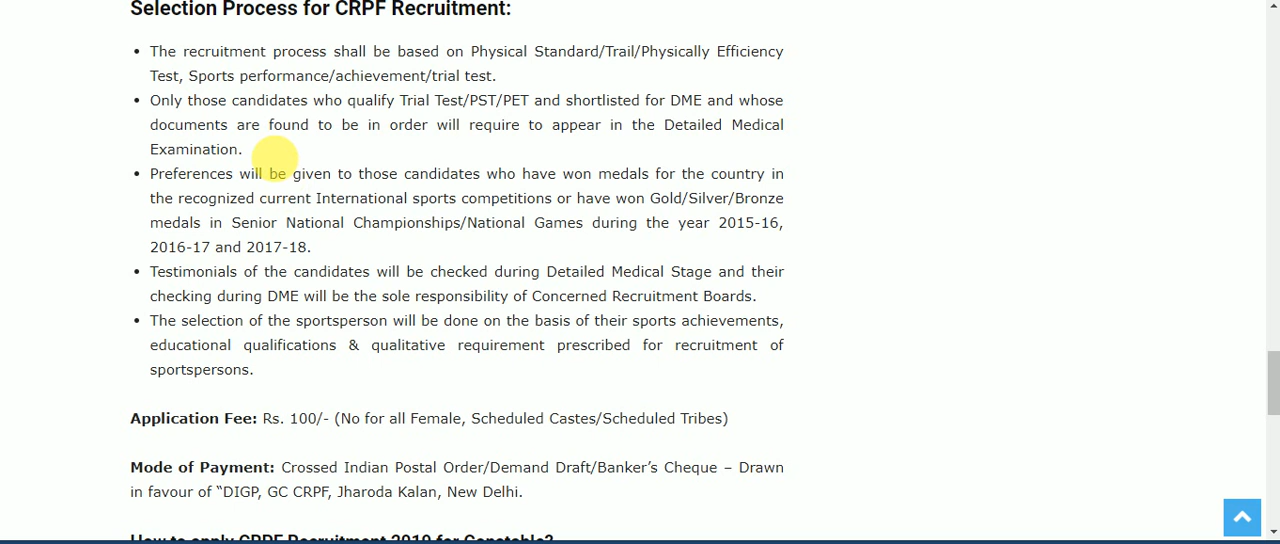 Selection Process for CRPF Recruitment:
The recruitment process shall be based on Physical Standard/Trail/Physically Efficiency
Test, Sports performance/achievement/trial test.
Only those candidates who qualify Trial Test/PST/PET and shortlisted for DME and whose
documents are found to be in order will require to appear in the Detailed Medical
Examination.
Preferences will be given to those candidates who have won medals for the country in
the recognized current International sports competitions or have won Gold/Silver/Bronze
medals in Senior National Championships/National Games during the year 2015-16,
2016-17 and 2017-18.
Testimonials of the candidates will be checked during Detailed Medical Stage and their
checking during DME will be the sole responsibility of Concerned Recruitment Boards.
The selection of the sportsperson will be done on the basis of their sports achievements,
educational qualifications & qualitative requirement prescribed for recruitment of
sportspersons.
Application Fee: Rs. 100/- (No for all Female, Scheduled Castes/Scheduled Tribes)
Mode of Payment: Crossed Indian Postal Order/Demand Draft/Banker’s Cheque – Drawn
in favour of “DIGP, GC CRPF, Jharoda Kalan, New Delhi.
How to apply CRPF Recruitment 2019 for Constable?